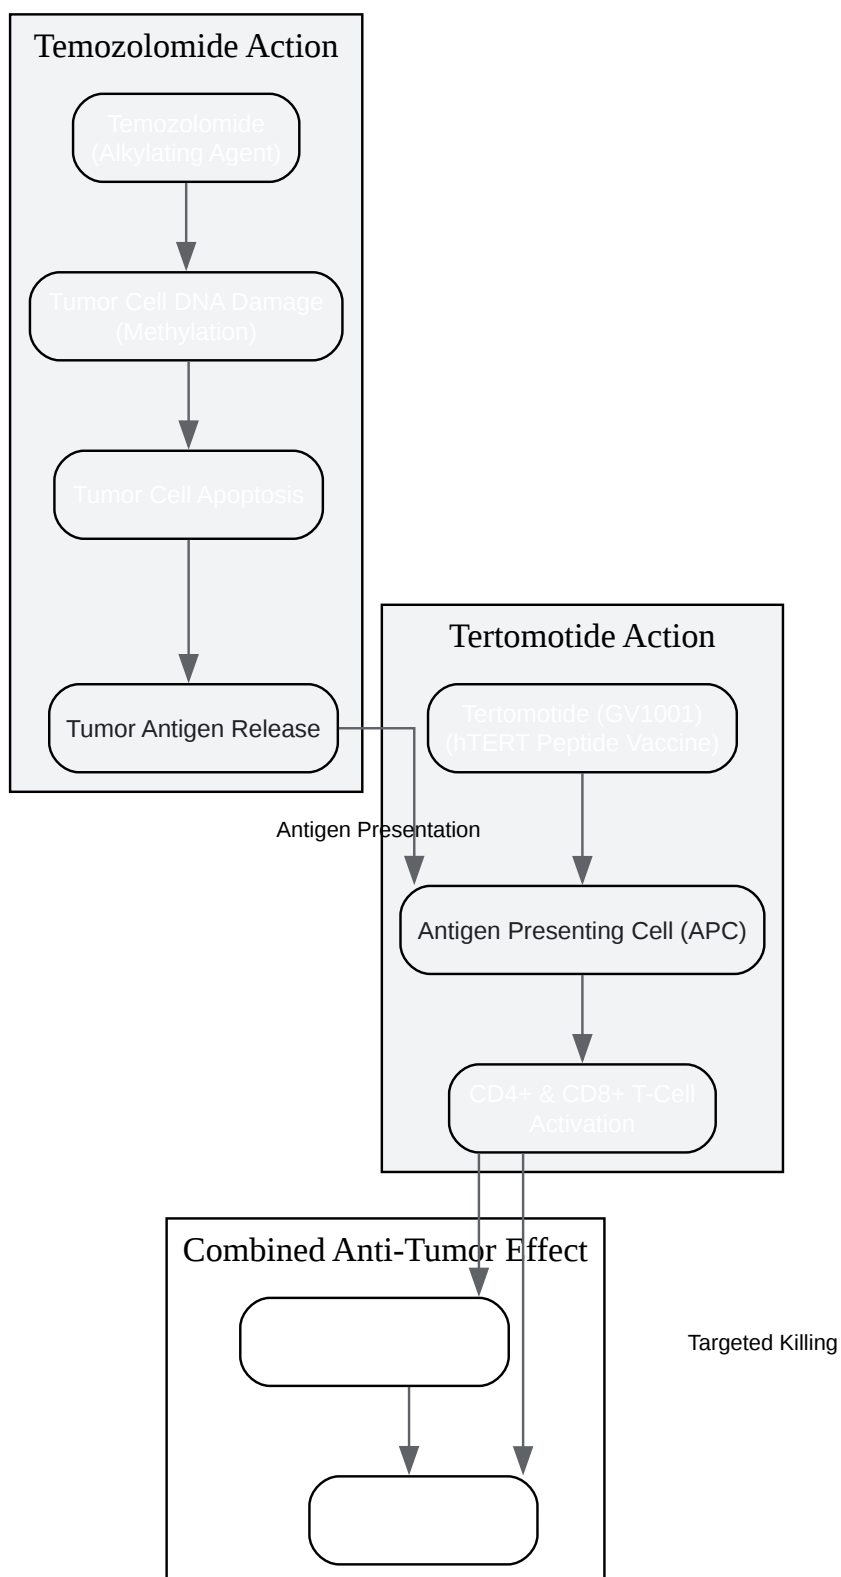 Temozolomide Action
Temozolomide
(Alkylating Agent)
Tumor Cell DNA Damage
(Methylation)
Tumor Cell Apoptosis
Tumor Antigen Release
Tertomotide Action
Tertomotide (GV1001)
(hTERT Peptide Vaccine)
Antigen Presentation
Antigen Presenting Cell (APC)
CD4+ & CD8+ T-Cell
Activation
Combined Anti-Tumor Effect
Targeted Killing